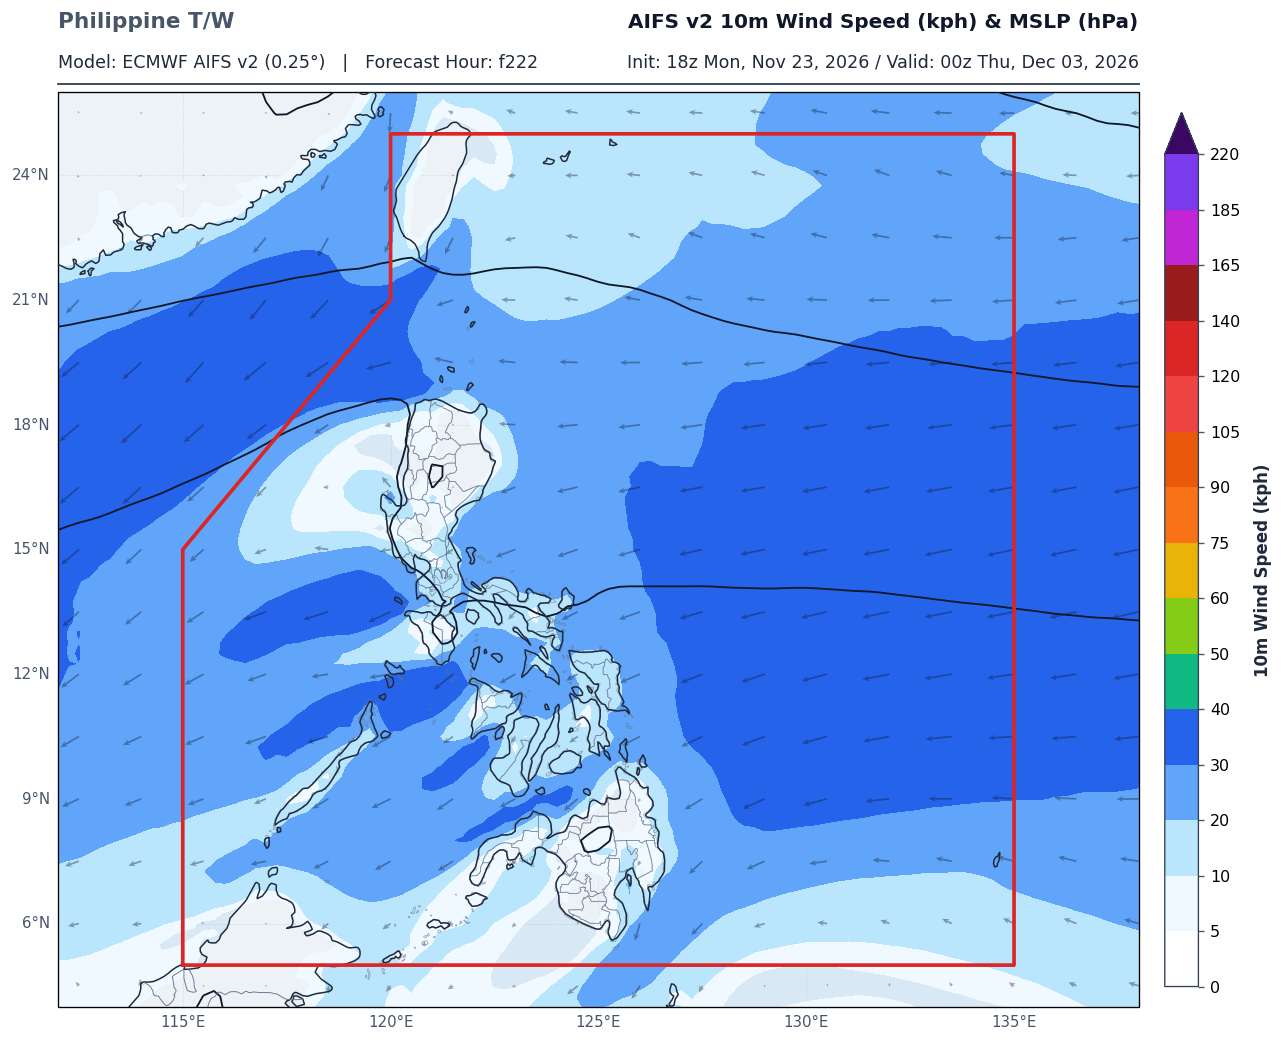 Philippine T/W
AIFS v2 10m Wind Speed (kph) & MSLP (hPa)
Model: ECMWF AIFS v2 (0.25°) | Forecast Hour: f222
Init: 18z Mon, Nov 23, 2026 / Valid: 00z Thu, Dec 03, 2026
24°N
21°N
18°N
15°N
12°N
9°N
6°N
115°E
120°E
125°E
130°E
135°E
220
185
165
140
120
105
90
75
60
50
40
30
20
10
5
0
10m Wind Speed (kph)